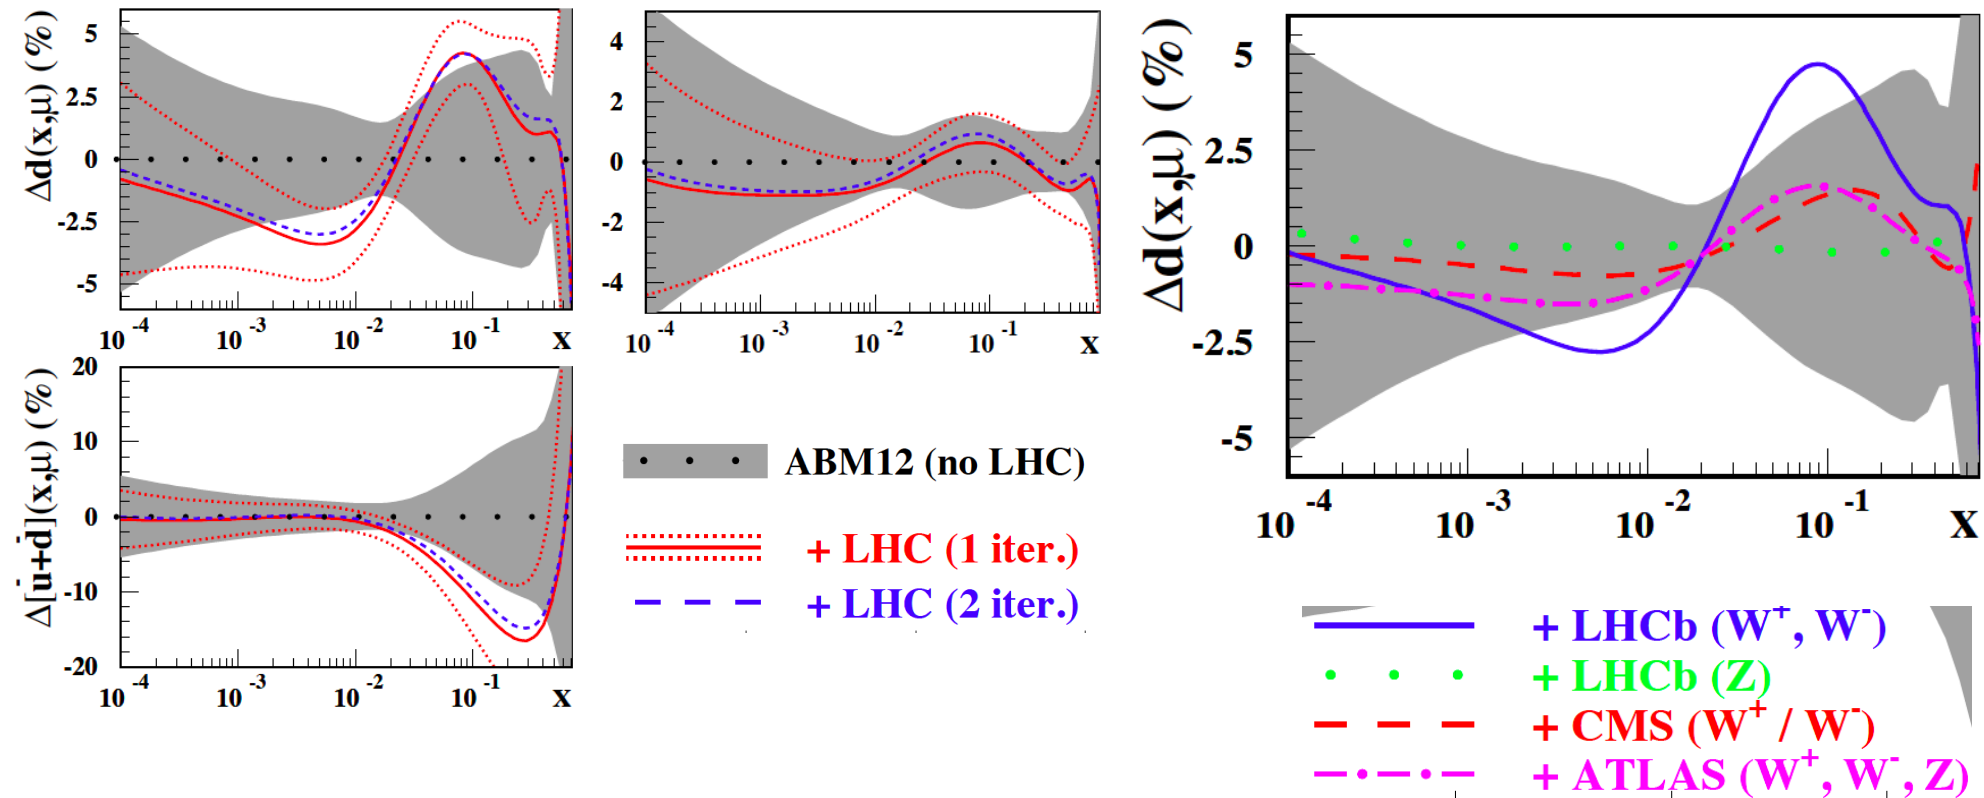 Δd(x,μ) (%)
5
2.5
0
-2.5
-5
10^-4
10^-3
10^-2
10^-1
x
4
2
0
-2
-4
10^-4
10^-3
10^-2
10^-1
x
Δd(x,μ) (%)
5
2.5
0
-2.5
-5
10^-4
10^-3
10^-2
10^-1
x
Δ[ū+d̄](x,μ) (%)
20
10
0
-10
-20
10^-4
10^-3
10^-2
10^-1
x
ABM12 (no LHC)
+ LHC (1 iter.)
+ LHC (2 iter.)
+ LHCb (W⁺, W⁻)
+ LHCb (Z)
+ CMS (W⁺ / W⁻)
+ ATLAS (W⁺, W⁻, Z)